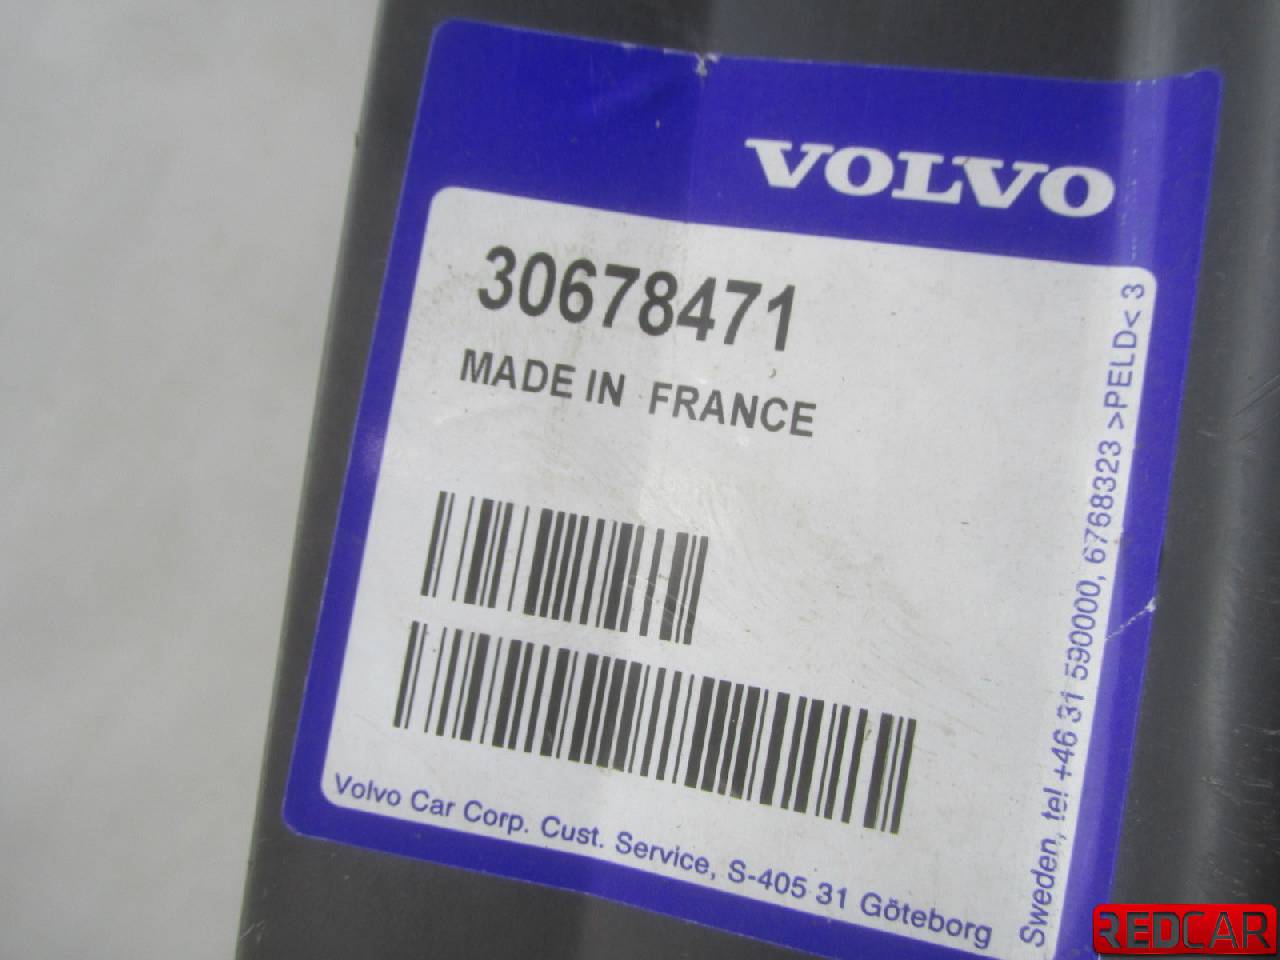 VOLVO
30678471
MADE IN FRANCE
Volvo Car Corp. Cust. Service, S-405 31 Göteborg
Sweden, tel +46 31 590000, 6768323 >PELD< 3
REDCAR